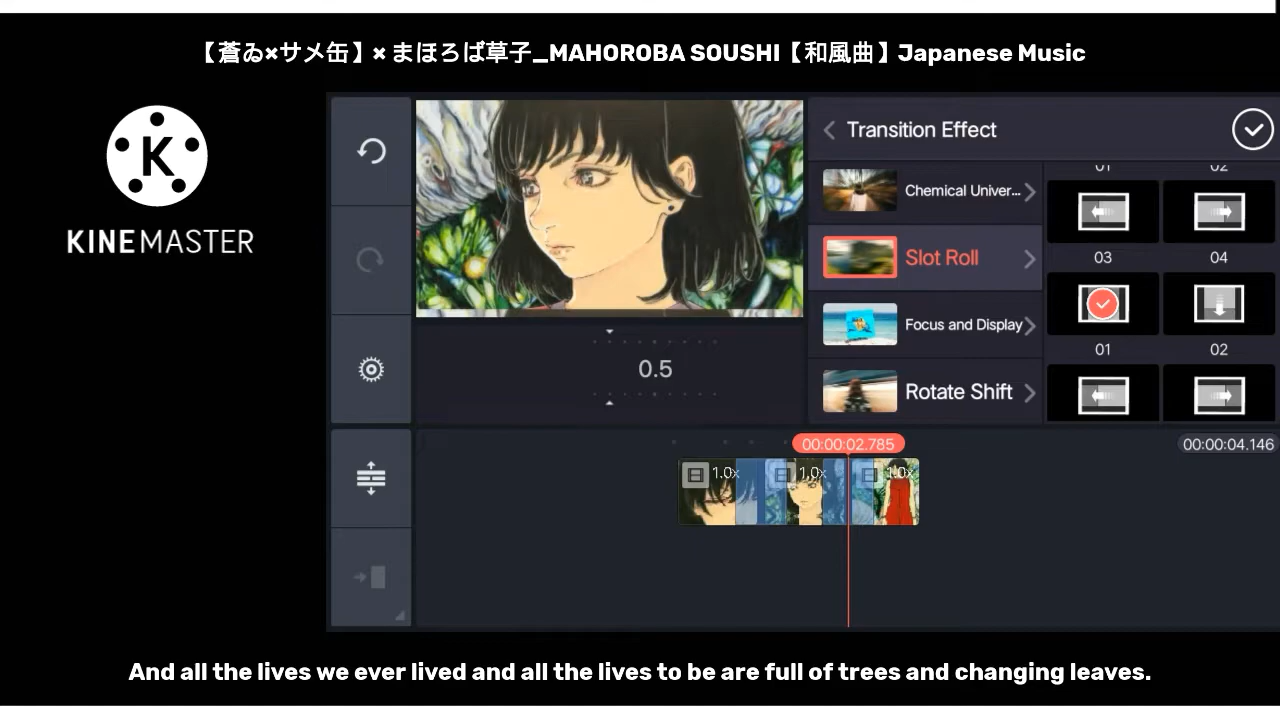 【蒼ゐ×サメ缶】× まほろば草子_MAHOROBA SOUSHI【和風曲】Japanese Music
K
KINEMASTER
Transition Effect
Chemical Univer...
Slot Roll
Focus and Display
Rotate Shift
01 02
03 04
01 02
0.5
00:00:02.785
00:00:04.146
1.0x 1.0x 1.0x
And all the lives we ever lived and all the lives to be are full of trees and changing leaves.